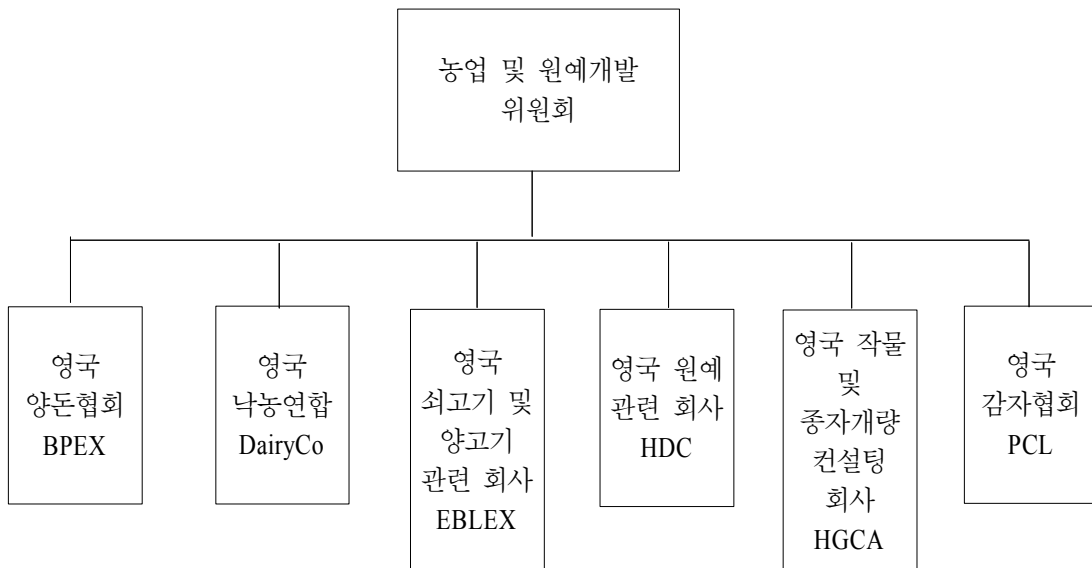 농업 및 원예개발
위원회
영국
양돈협회
BPEX
영국
낙농연합
DairyCo
영국
쇠고기 및
양고기
관련 회사
EBLEX
영국 원예
관련 회사
HDC
영국 작물
및
종자개량
컨설팅
회사
HGCA
영국
감자협회
PCL